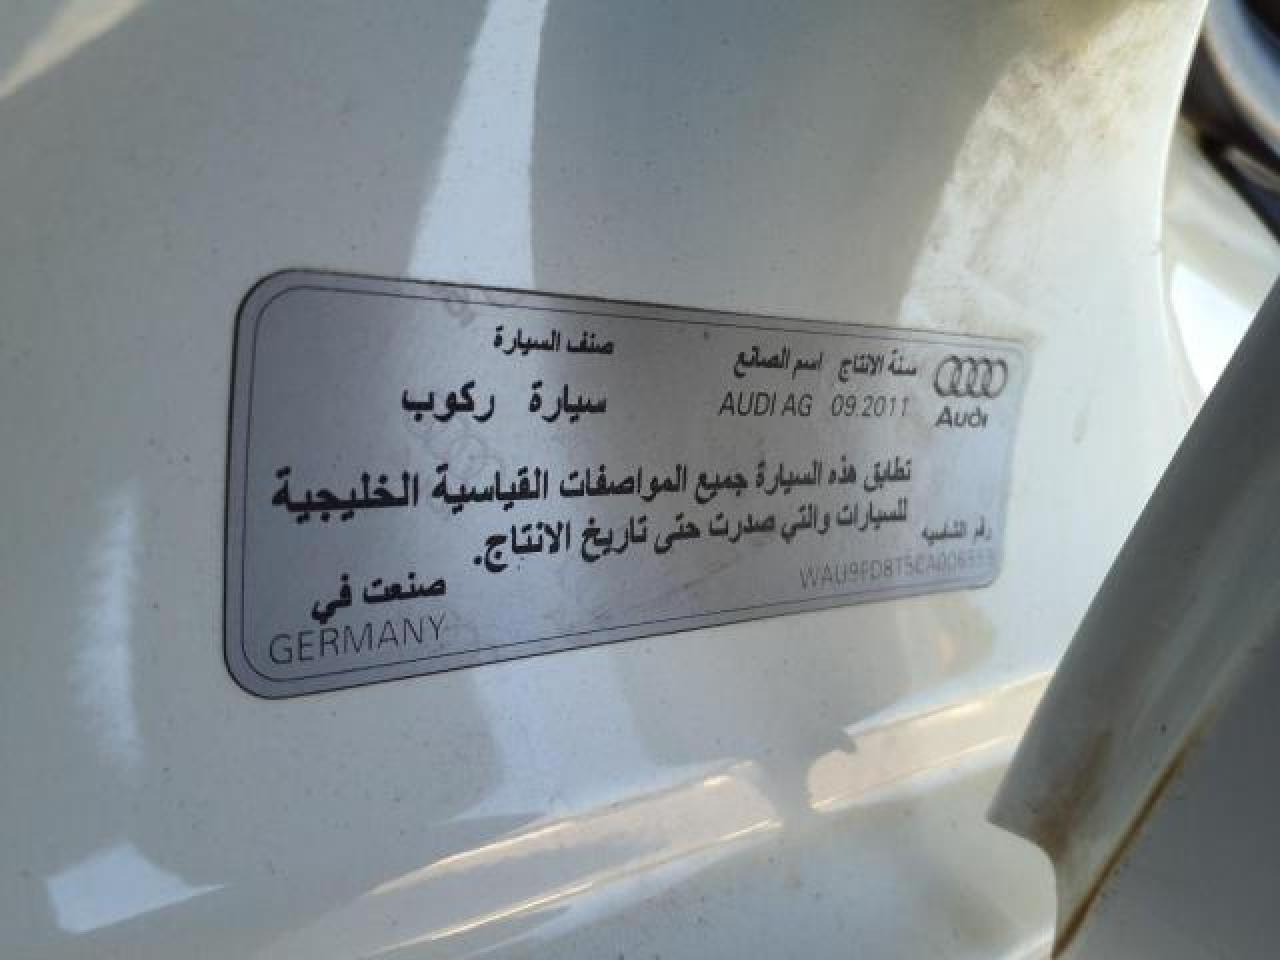 Audi
سنة الانتاج اسم الصانع صنف السيارة
09.2011 AUDI AG سيارة ركوب
تطابق هذه السيارة جميع المواصفات القياسية الخليجية
للسيارات والتي صدرت حتى تاريخ الانتاج.
رقم الشاسيه
صنعت في
GERMANY